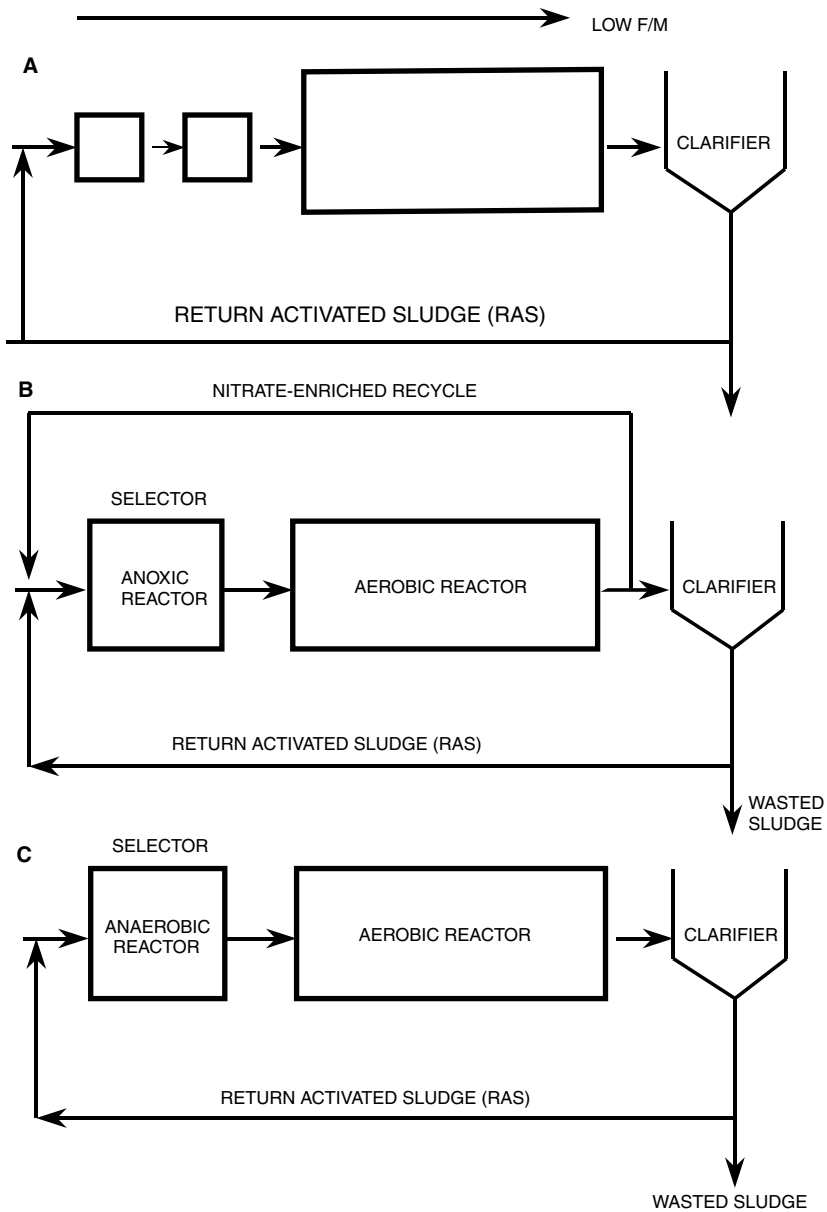 LOW F/M
A
CLARIFIER
RETURN ACTIVATED SLUDGE (RAS)
B
NITRATE-ENRICHED RECYCLE
SELECTOR
ANOXIC
REACTOR
AEROBIC REACTOR
CLARIFIER
RETURN ACTIVATED SLUDGE (RAS)
WASTED
SLUDGE
C
SELECTOR
ANAEROBIC
REACTOR
AEROBIC REACTOR
CLARIFIER
RETURN ACTIVATED SLUDGE (RAS)
WASTED SLUDGE